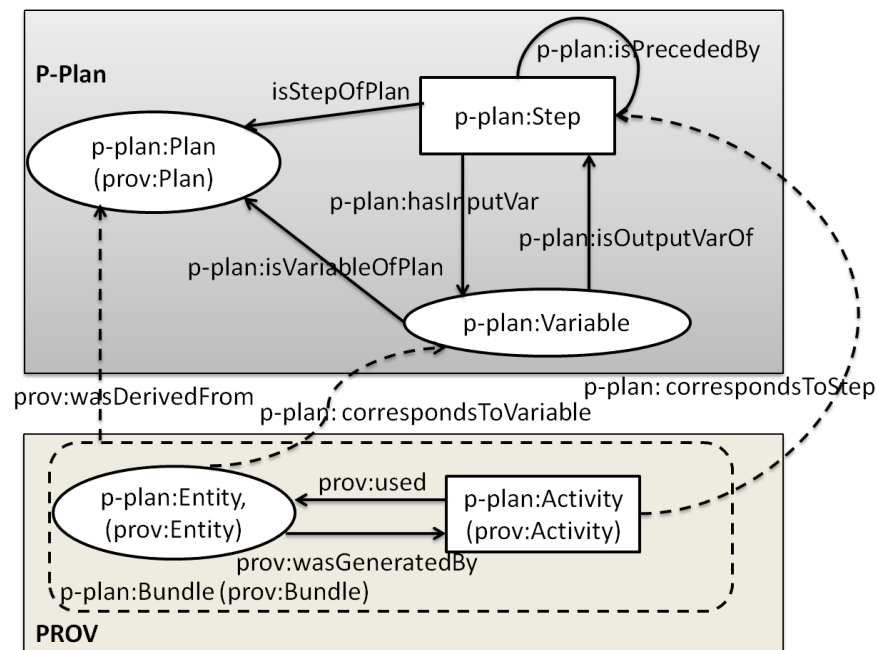 p-plan:isPrecededBy
P-Plan
isStepOfPlan
p-plan:Step
p-plan:Plan
(prov:Plan)
p-plan:hasInputVar
p-plan:isOutputVarOf
p-plan:isVariableOfPlan
p-plan:Variable
prov:wasDerivedFrom
p-plan: correspondsToStep
p-plan: correspondsToVariable
prov:used
p-plan:Entity,
(prov:Entity)
p-plan:Activity
(prov:Activity)
prov:wasGeneratedBy
p-plan:Bundle (prov:Bundle)
PROV